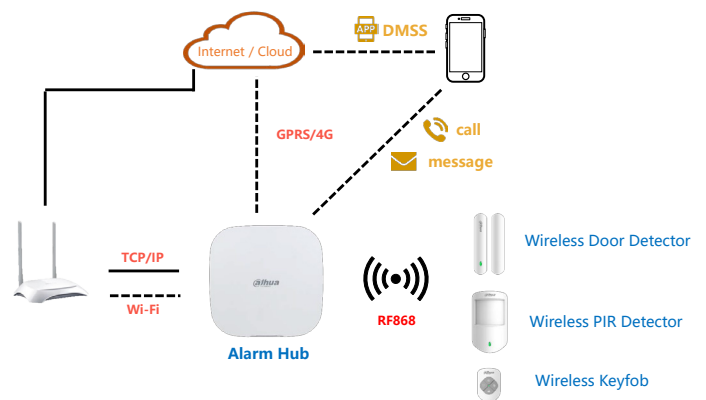 APP DMSS
Internet / Cloud
GPRS/4G
call
message
Wireless Door Detector
TCP/IP
alhua
Wi-Fi
RF868
Wireless PIR Detector
Alarm Hub
Wireless Keyfob